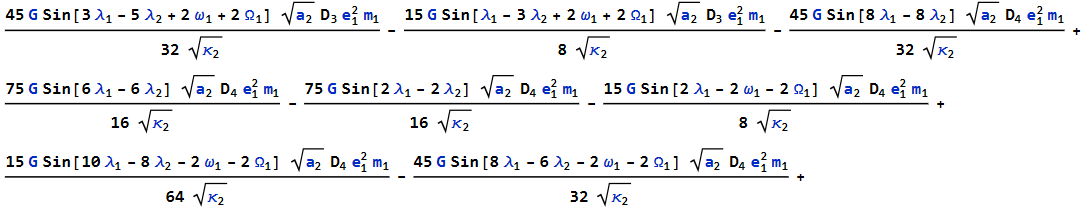 45 G Sin[3 λ₁ − 5 λ₂ + 2 ω₁ + 2 Ω₁] √a₂ D₃ e₁² m₁ / 32 √κ₂ − 15 G Sin[λ₁ − 3 λ₂ + 2 ω₁ + 2 Ω₁] √a₂ D₃ e₁² m₁ / 8 √κ₂ − 45 G Sin[8 λ₁ − 8 λ₂] √a₂ D₄ e₁² m₁ / 32 √κ₂ +
75 G Sin[6 λ₁ − 6 λ₂] √a₂ D₄ e₁² m₁ / 16 √κ₂ − 75 G Sin[2 λ₁ − 2 λ₂] √a₂ D₄ e₁² m₁ / 16 √κ₂ − 15 G Sin[2 λ₁ − 2 ω₁ − 2 Ω₁] √a₂ D₄ e₁² m₁ / 8 √κ₂ +
15 G Sin[10 λ₁ − 8 λ₂ − 2 ω₁ − 2 Ω₁] √a₂ D₄ e₁² m₁ / 64 √κ₂ − 45 G Sin[8 λ₁ − 6 λ₂ − 2 ω₁ − 2 Ω₁] √a₂ D₄ e₁² m₁ / 32 √κ₂ +